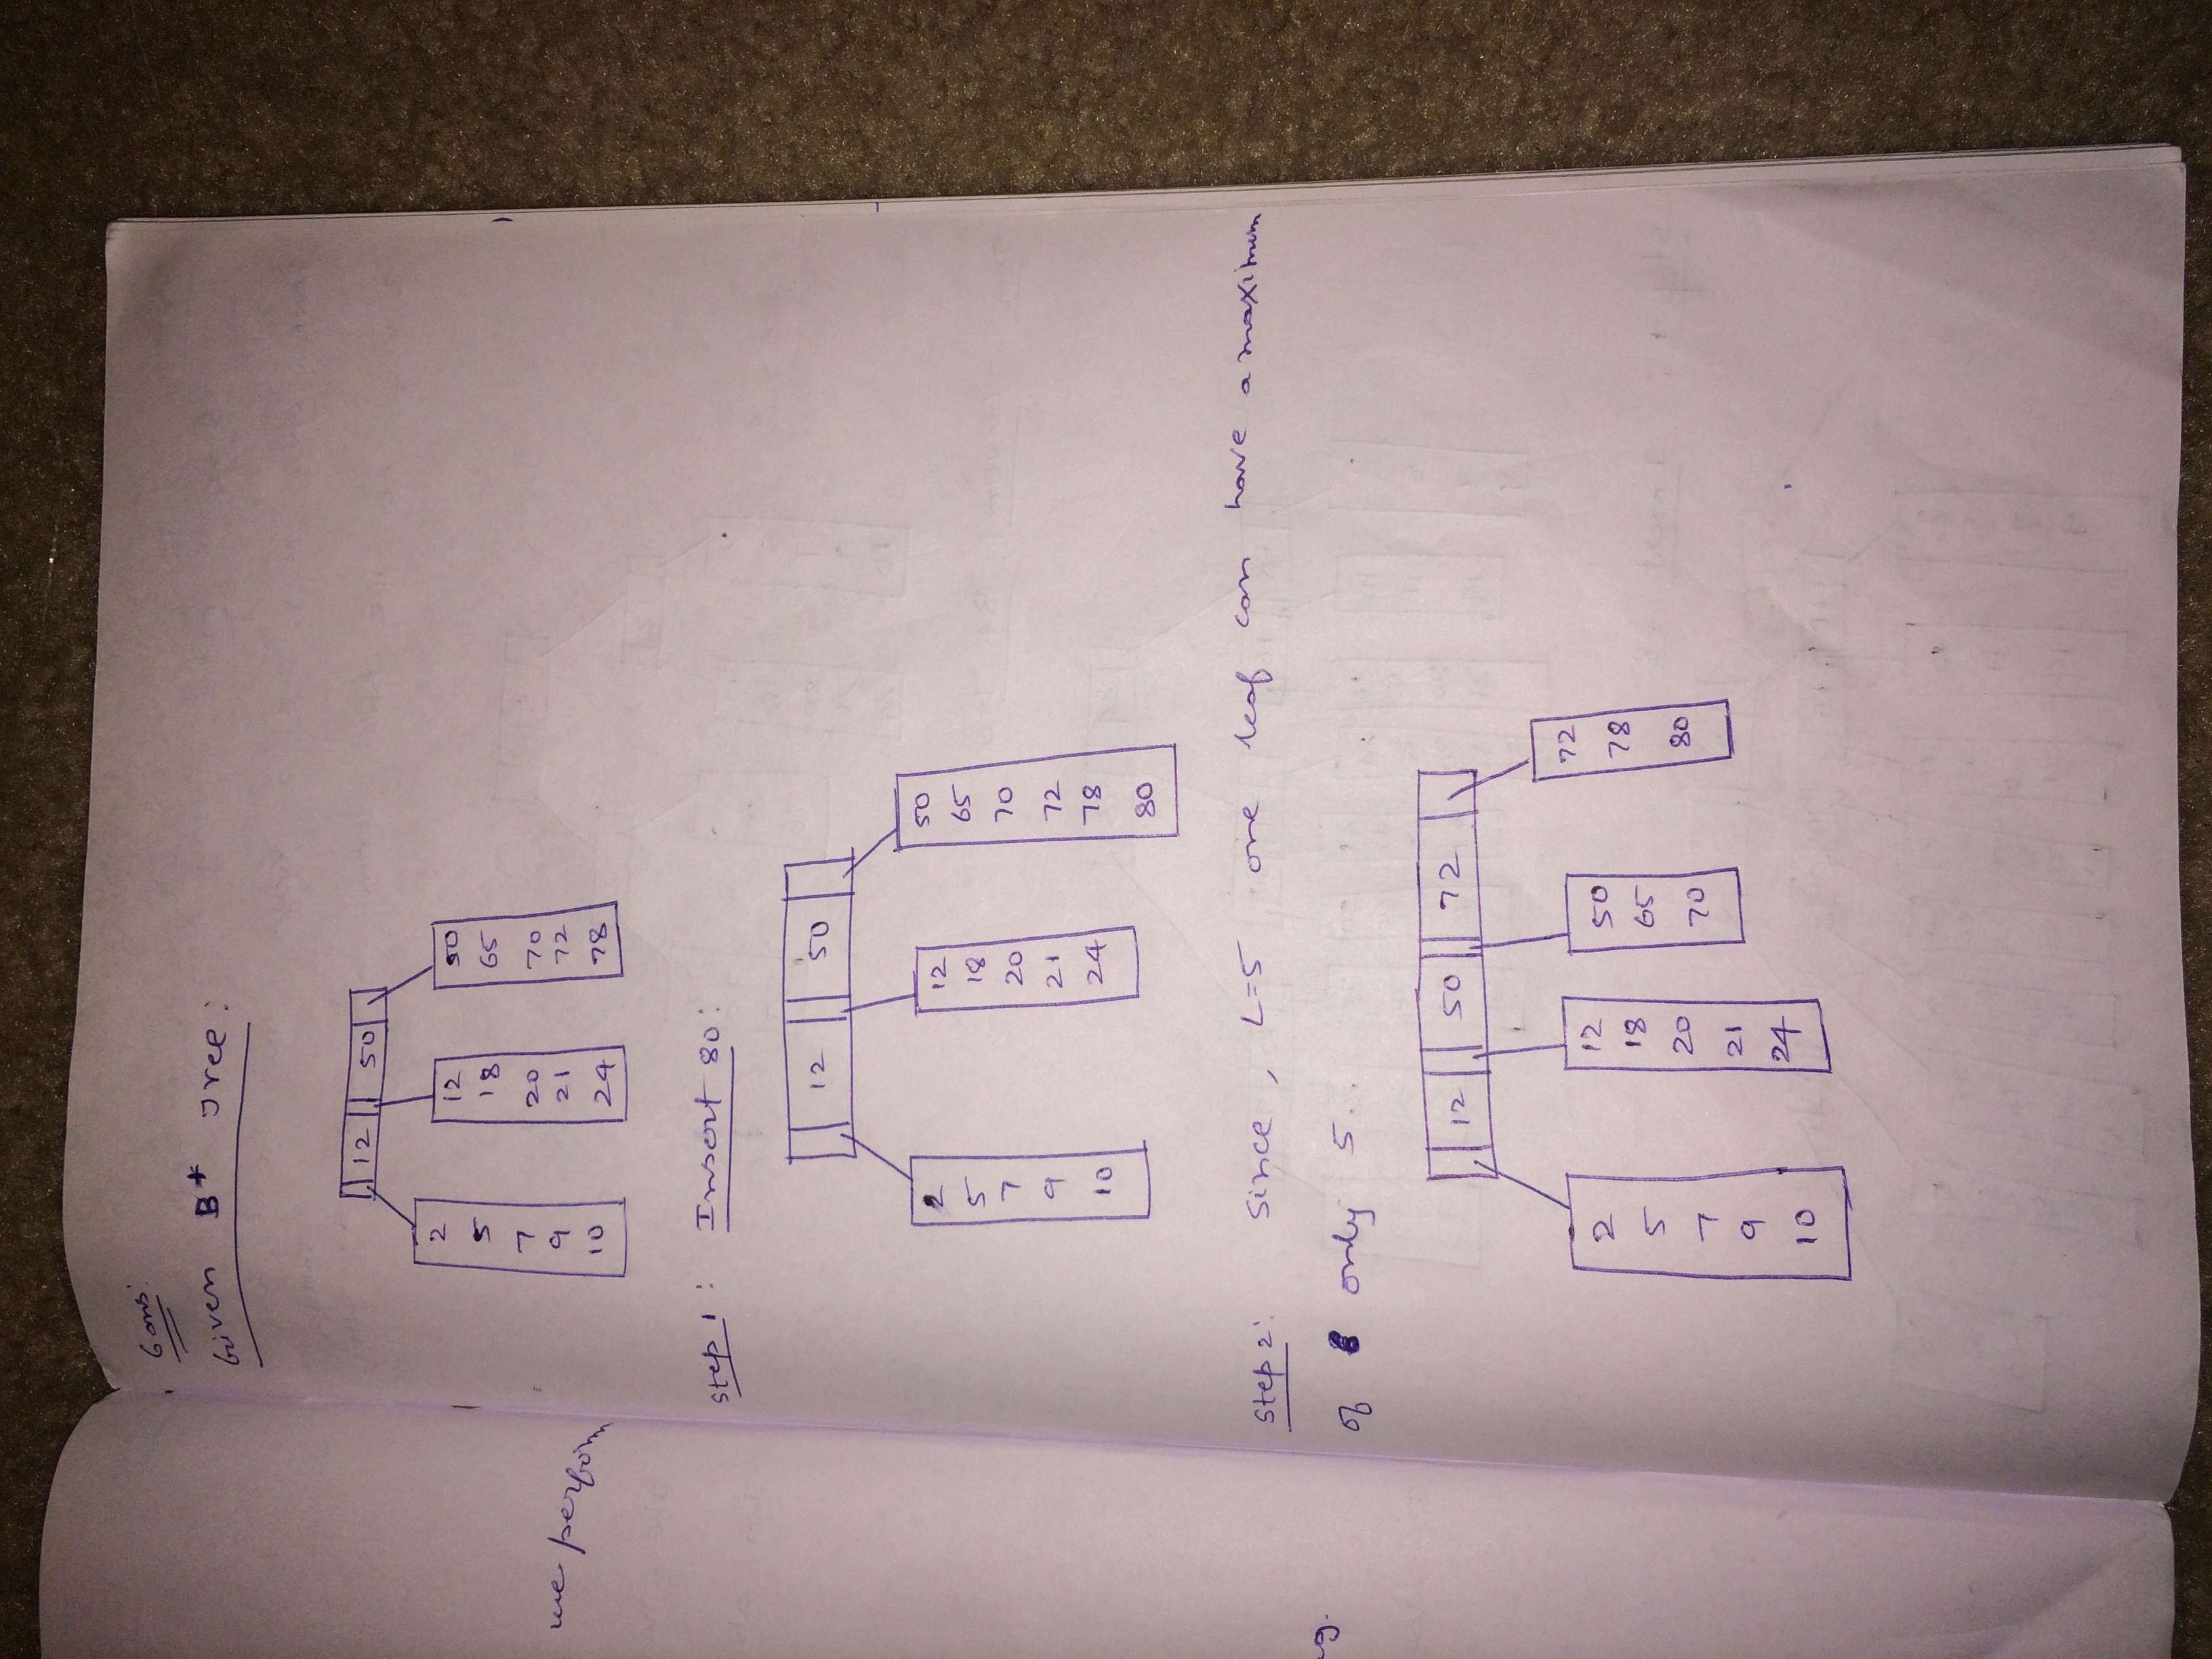 6 ans:
Given B+ Tree:
12 50
2 12 50
5 18 65
7 20 70
9 21 72
10 24 78
we perform
Step 1: Insert 80:
12 50
2 12 50
5 18 65
7 20 70
9 21 72
10 24 78
80
Step 2: Since, L=5 one leaf can have a maximum
of only 5..
12 50 72
2 12 50 72
5 18 65 78
7 20 70 80
9 21
10 24